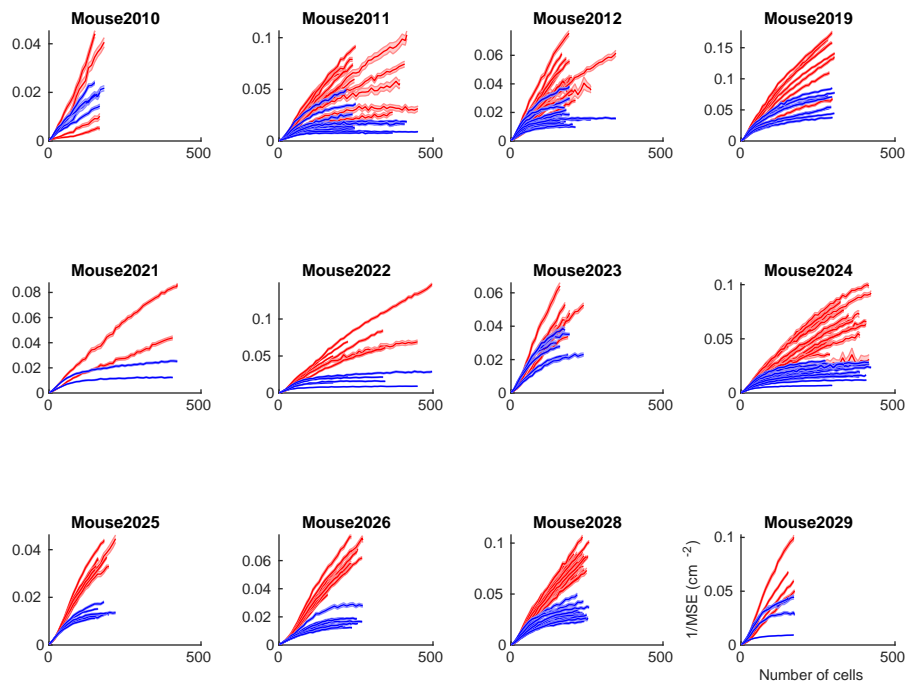 Mouse2010 Mouse2011 Mouse2012 Mouse2019
0.04 0.1 0.06 0.15
0.04 0.10
0.02 0.05
0.02 0.05
0 0 0 0
0 500 0 500 0 500 0 500
Mouse2021 Mouse2022 Mouse2023 Mouse2024
0.08 0.06 0.1
0.06 0.1 0.04
0.04 0.05 0.05
0.02 0.02
0 0 0 0
0 500 0 500 0 500 0 500
Mouse2025 Mouse2026 Mouse2028 Mouse2029
0.04 0.06 0.1 0.1
0.04
0.02 0.05 0.05
0.02
0 0 0 0
0 500 0 500 0 500 0 500
1/MSE (cm -2)
Number of cells